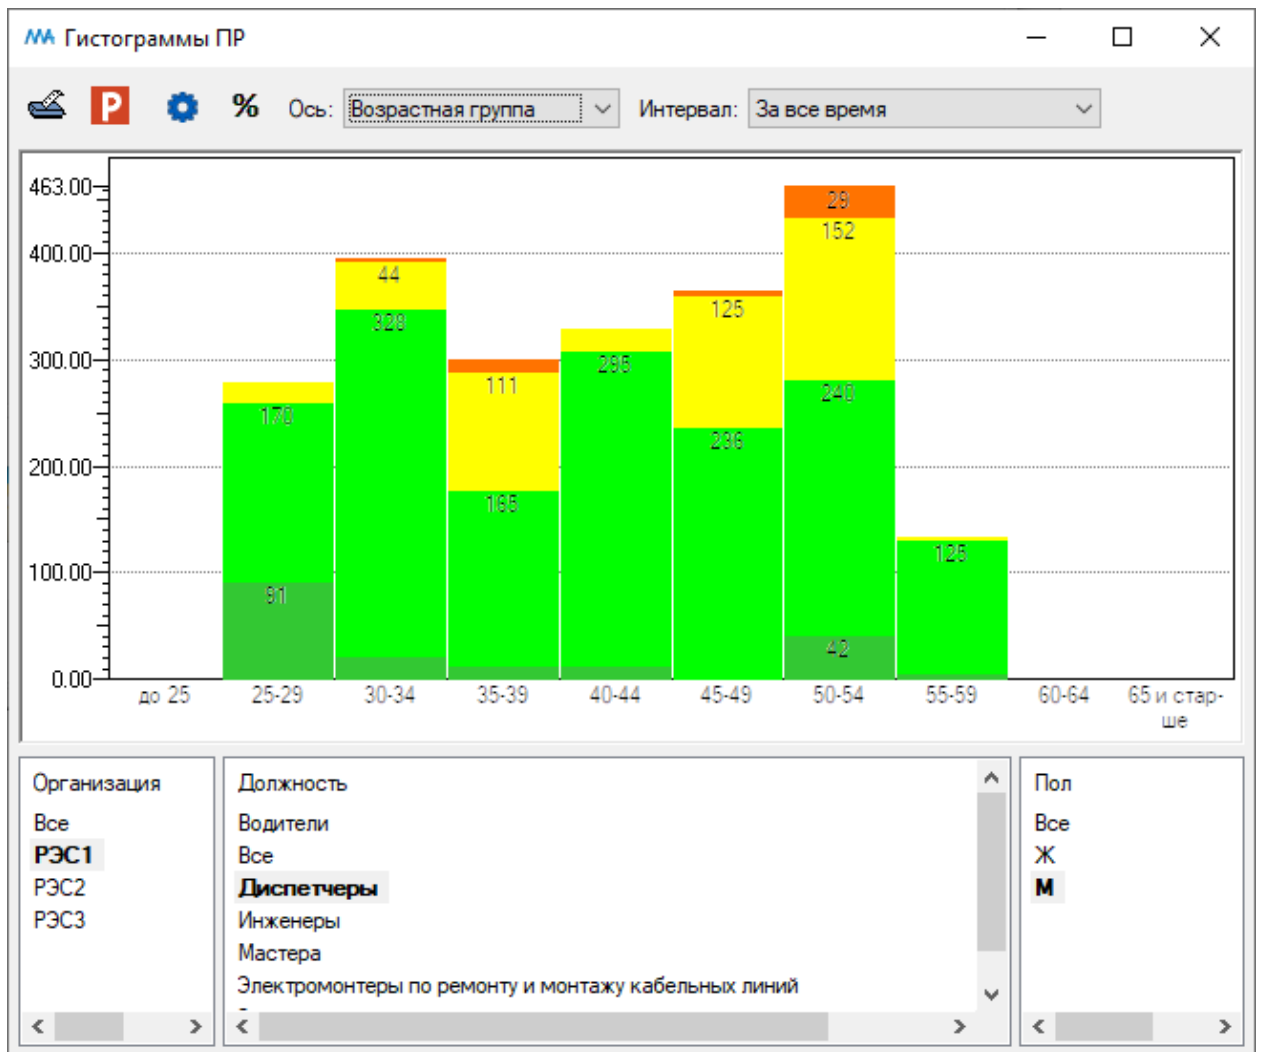 Гистограммы ПР
P % Ось: Возрастная группа Интервал: За все время
463.00
400.00
300.00
200.00
100.00
0.00
170
91
44
328
111
165
295
125
236
29
152
240
42
125
до 25 25-29 30-34 35-39 40-44 45-49 50-54 55-59 60-64 65 и стар-
ше
Организация
Все
РЭС1
РЭС2
РЭС3
Должность
Водители
Все
Диспетчеры
Инженеры
Мастера
Электромонтеры по ремонту и монтажу кабельных линий
Пол
Все
Ж
М